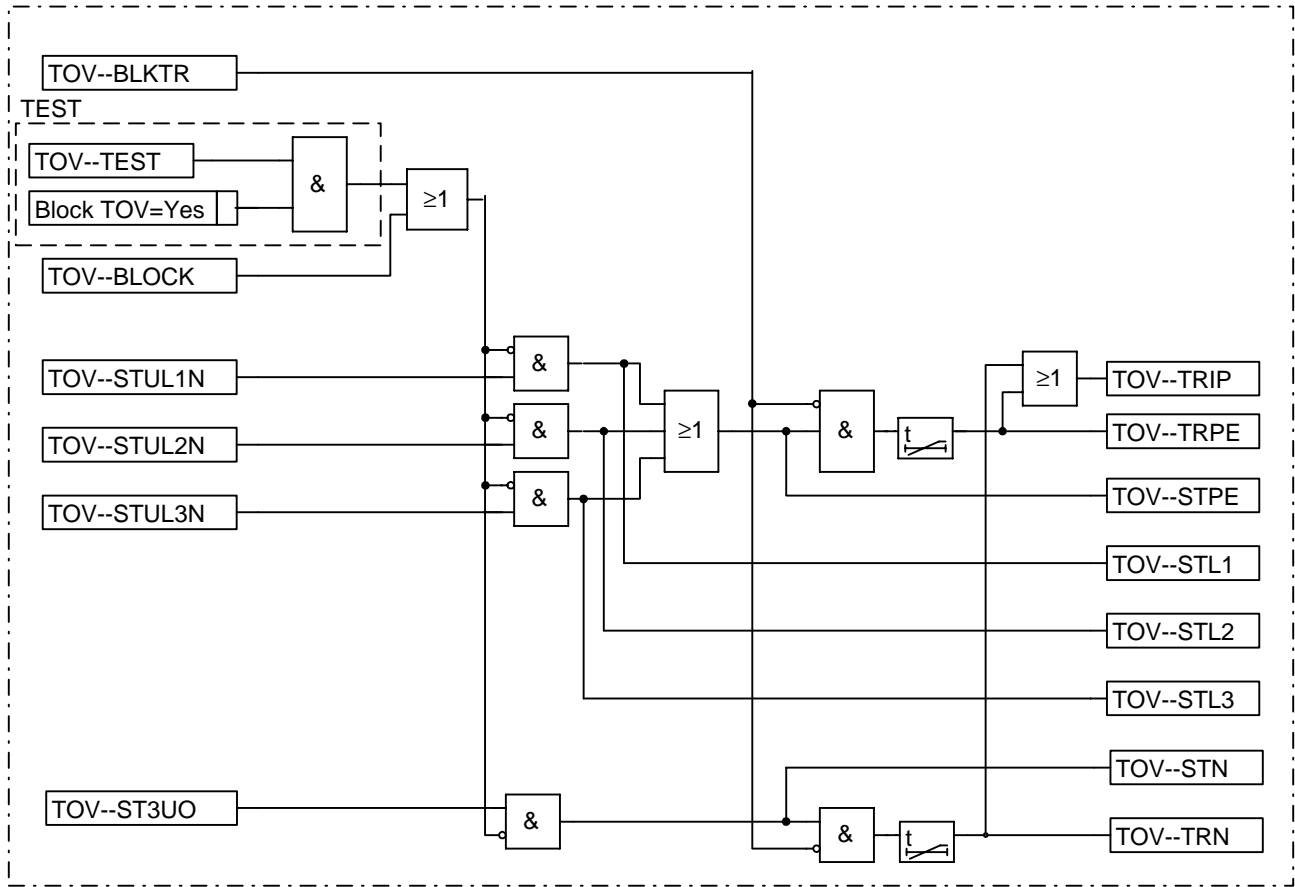 TOV--BLKTR
TEST
TOV--TEST
&
Block TOV=Yes
≥1
TOV--BLOCK
TOV--STUL1N
&
≥1
TOV--TRIP
TOV--STUL2N
&
≥1
&
t
TOV--TRPE
TOV--STUL3N
&
TOV--STPE
TOV--STL1
TOV--STL2
TOV--STL3
TOV--STN
TOV--ST3UO
&
&
t
TOV--TRN